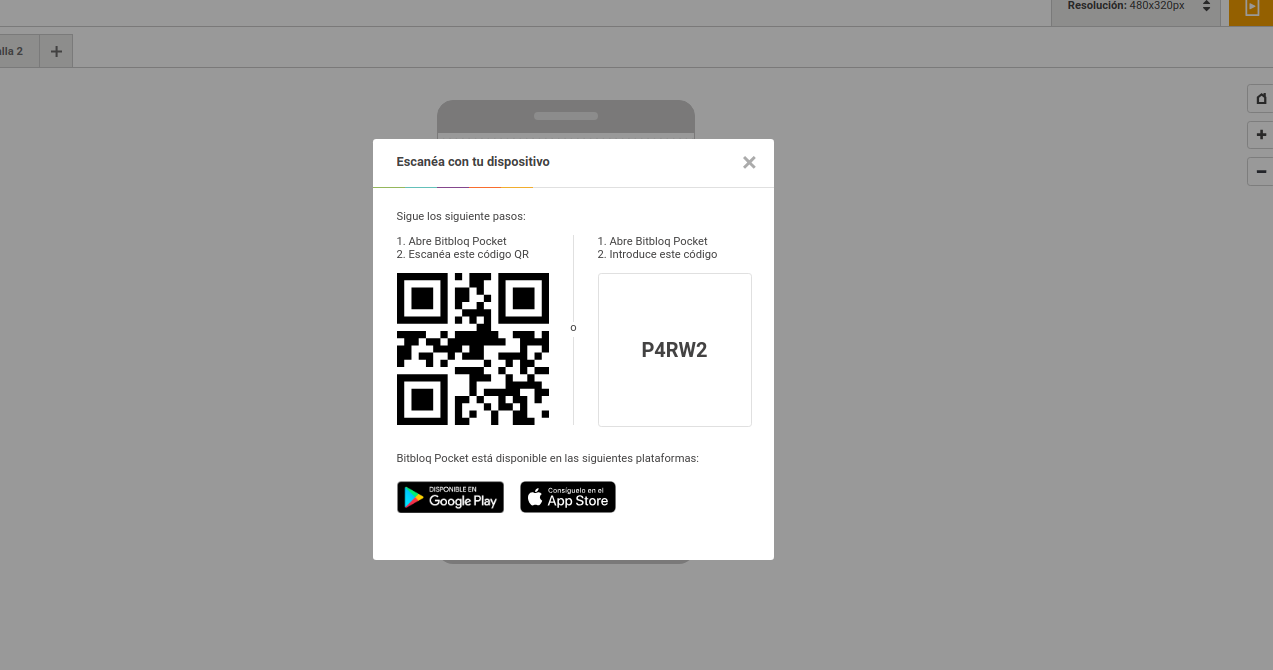 Resolución: 480x320px
lla 2
Escanéa con tu dispositivo
Sigue los siguiente pasos:
1. Abre Bitbloq Pocket
2. Escanéa este código QR
o
1. Abre Bitbloq Pocket
2. Introduce este código
P4RW2
Bitbloq Pocket está disponible en las siguientes plataformas:
DISPONIBLE EN
Google Play
Consíguelo en el
App Store